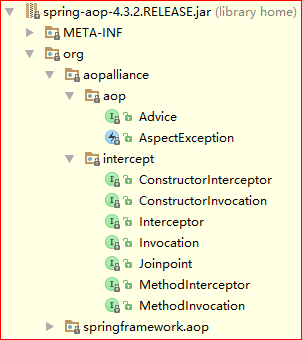 spring-aop-4.3.2.RELEASE.jar (library home)
META-INF
org
aopalliance
aop
Advice
AspectException
intercept
ConstructorInterceptor
ConstructorInvocation
Interceptor
Invocation
Joinpoint
MethodInterceptor
MethodInvocation
springframework.aop